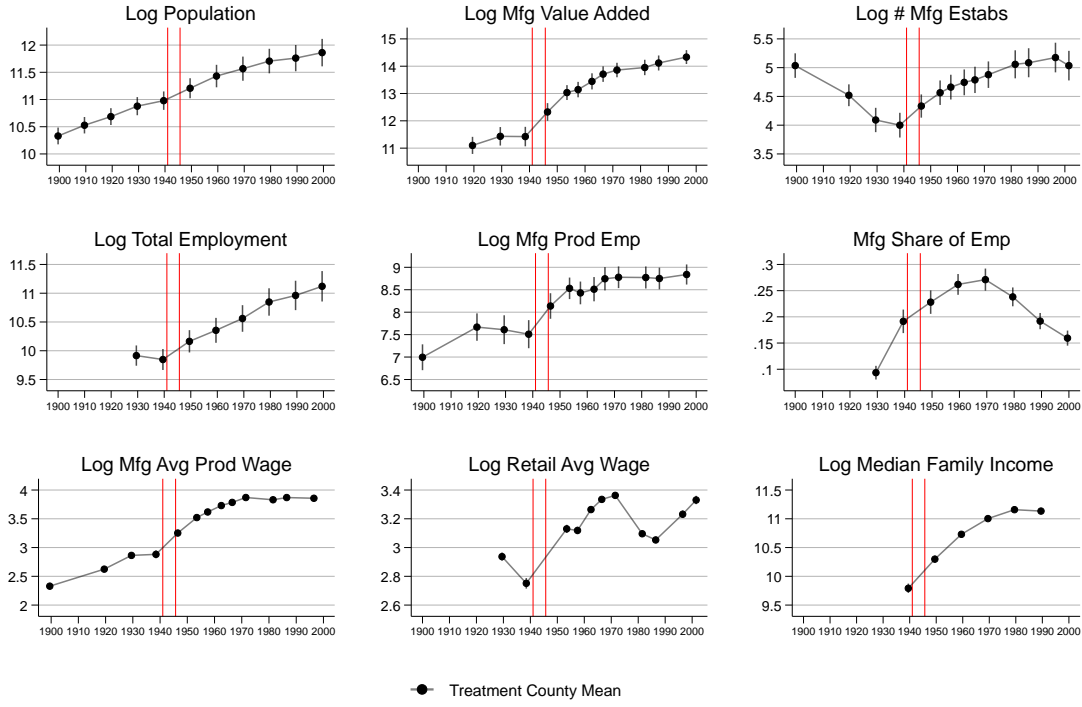 Log Population
12
11.5
11
10.5
10
1900 1910 1920 1930 1940 1950 1960 1970 1980 1990 2000
Log Mfg Value Added
15
14
13
12
11
1900 1910 1920 1930 1940 1950 1960 1970 1980 1990 2000
Log # Mfg Estabs
5.5
5
4.5
4
3.5
1900 1910 1920 1930 1940 1950 1960 1970 1980 1990 2000
Log Total Employment
11.5
11
10.5
10
9.5
1900 1910 1920 1930 1940 1950 1960 1970 1980 1990 2000
Log Mfg Prod Emp
9
8.5
8
7.5
7
6.5
1900 1910 1920 1930 1940 1950 1960 1970 1980 1990 2000
Mfg Share of Emp
.3
.25
.2
.15
.1
1900 1910 1920 1930 1940 1950 1960 1970 1980 1990 2000
Log Mfg Avg Prod Wage
4
3.5
3
2.5
2
1900 1910 1920 1930 1940 1950 1960 1970 1980 1990 2000
Log Retail Avg Wage
3.4
3.2
3
2.8
2.6
1900 1910 1920 1930 1940 1950 1960 1970 1980 1990 2000
Log Median Family Income
11.5
11
10.5
10
9.5
1900 1910 1920 1930 1940 1950 1960 1970 1980 1990 2000
Treatment County Mean